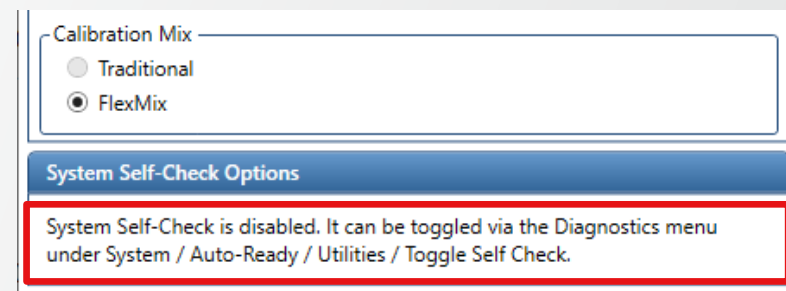 Calibration Mix
Traditional
FlexMix
System Self-Check Options
System Self-Check is disabled. It can be toggled via the Diagnostics menu
under System / Auto-Ready / Utilities / Toggle Self Check.